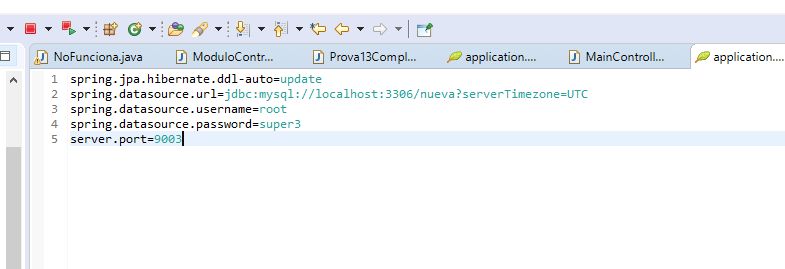 NoFunciona.java ModuloContr... Prova13Compl... application.... MainControll... application....
1 spring.jpa.hibernate.ddl-auto=update
2 spring.datasource.url=jdbc:mysql://localhost:3306/nueva?serverTimezone=UTC
3 spring.datasource.username=root
4 spring.datasource.password=super3
5 server.port=9003